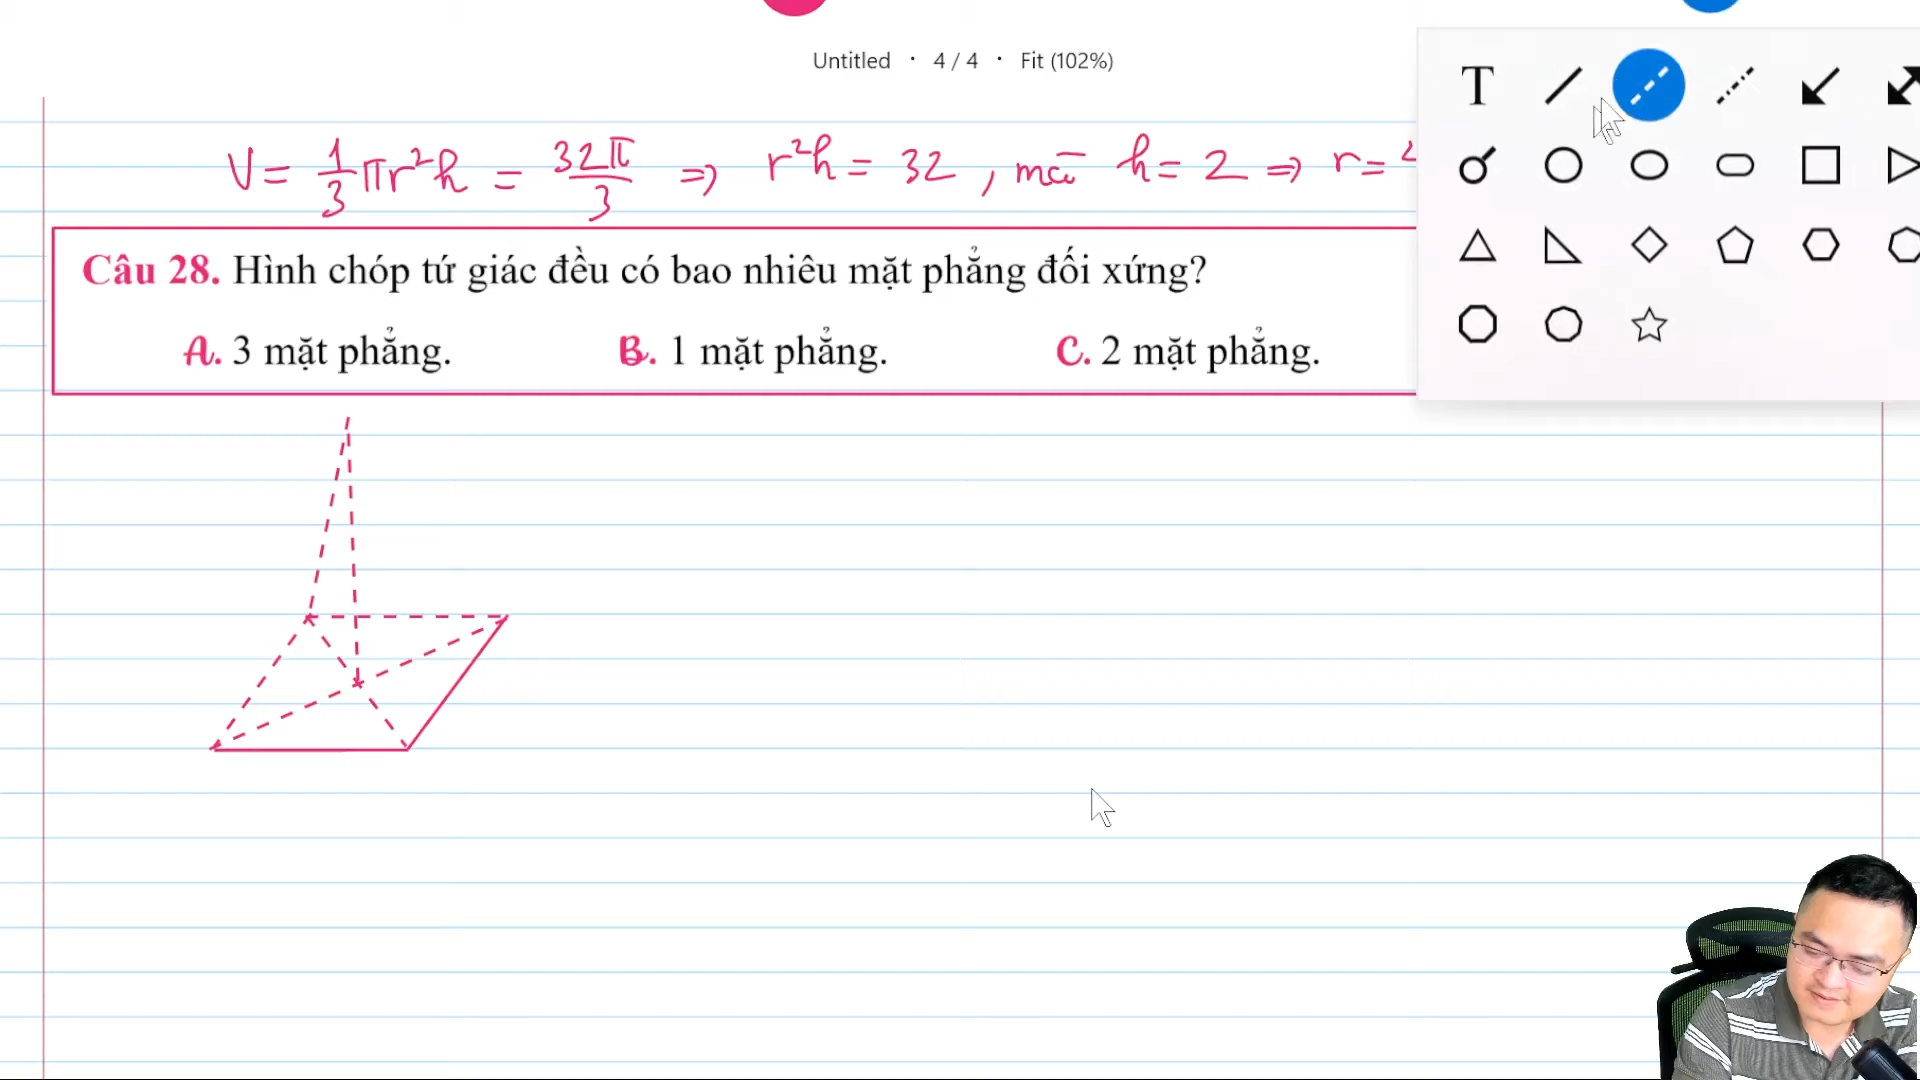 Untitled · 4 / 4 · Fit (102%)
T
V = 1/3 πr²h = 32π/3 ⇒ r²h = 32 , mà h = 2 ⇒ r =
Câu 28. Hình chóp tứ giác đều có bao nhiêu mặt phẳng đối xứng?
A. 3 mặt phẳng. B. 1 mặt phẳng. C. 2 mặt phẳng.